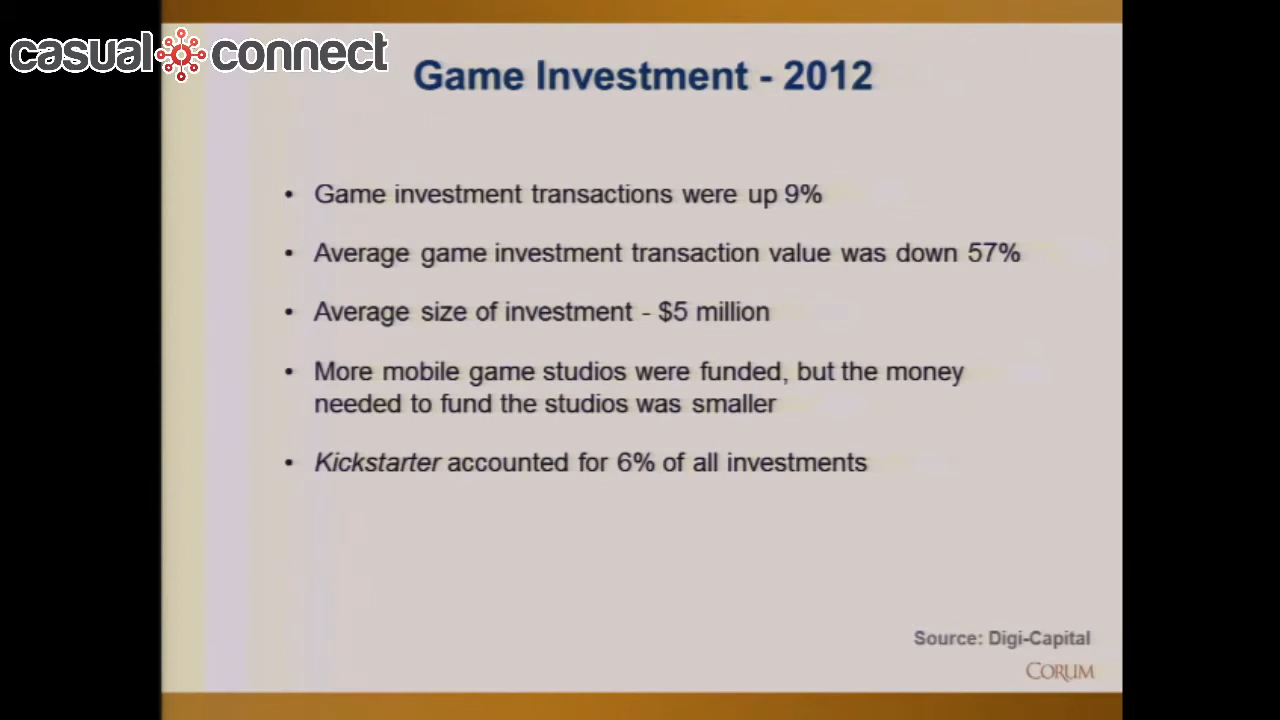 casual connect
Game Investment - 2012
• Game investment transactions were up 9%
• Average game investment transaction value was down 57%
• Average size of investment - $5 million
• More mobile game studios were funded, but the money
needed to fund the studios was smaller
• Kickstarter accounted for 6% of all investments
Source: Digi-Capital
CORUM